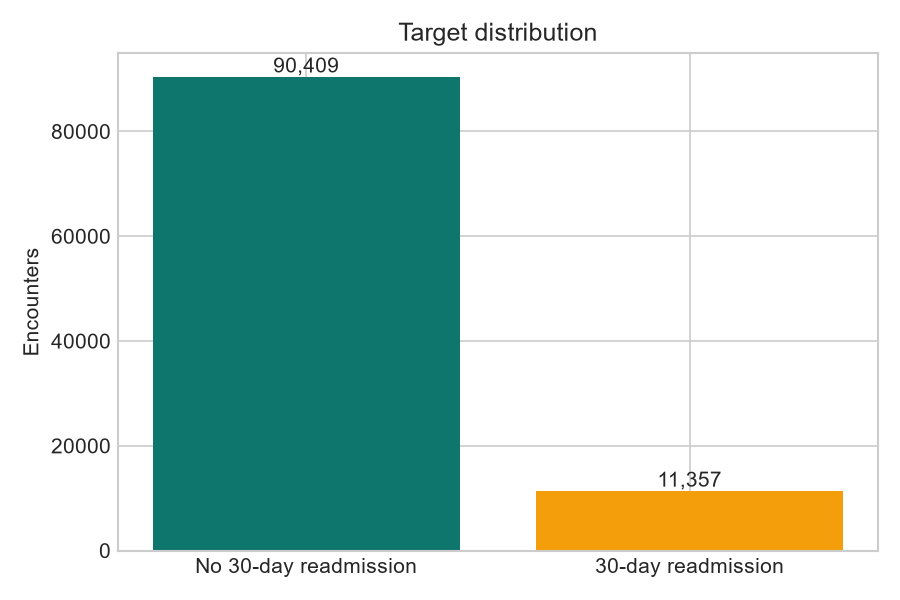 Target distribution
90,409
80000
60000
40000
20000
0
Encounters
11,357
No 30-day readmission
30-day readmission